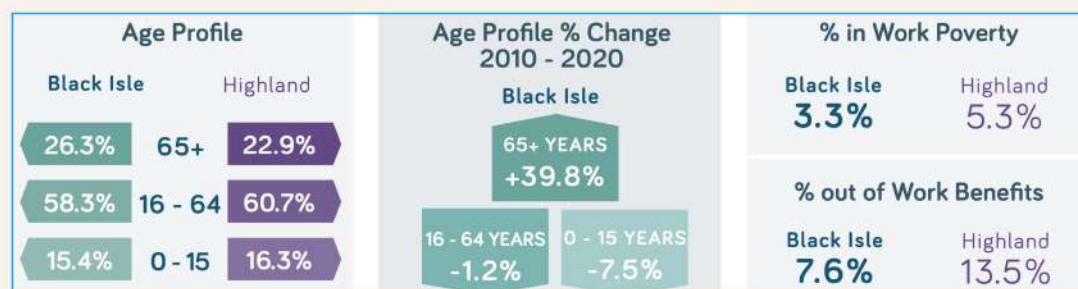 Age Profile
Black Isle Highland
26.3% 65+ 22.9%
58.3% 16 - 64 60.7%
15.4% 0 - 15 16.3%
Age Profile % Change
2010 - 2020
Black Isle
65+ YEARS
+39.8%
16 - 64 YEARS
-1.2%
0 - 15 YEARS
-7.5%
% in Work Poverty
Black Isle Highland
3.3% 5.3%
% out of Work Benefits
Black Isle Highland
7.6% 13.5%